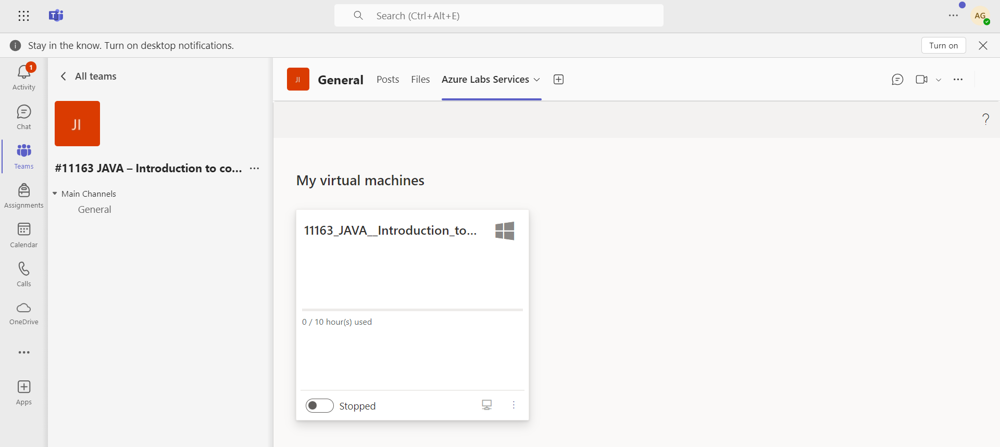 Search (Ctrl+Alt+E)
AG
Stay in the know. Turn on desktop notifications.
Turn on
1
Activity
Chat
Teams
Assignments
Calendar
Calls
OneDrive
Apps
All teams
JI
#11163 JAVA – Introduction to co...
Main Channels
General
JI
General
Posts
Files
Azure Labs Services
?
My virtual machines
11163_JAVA__Introduction_to...
0 / 10 hour(s) used
Stopped